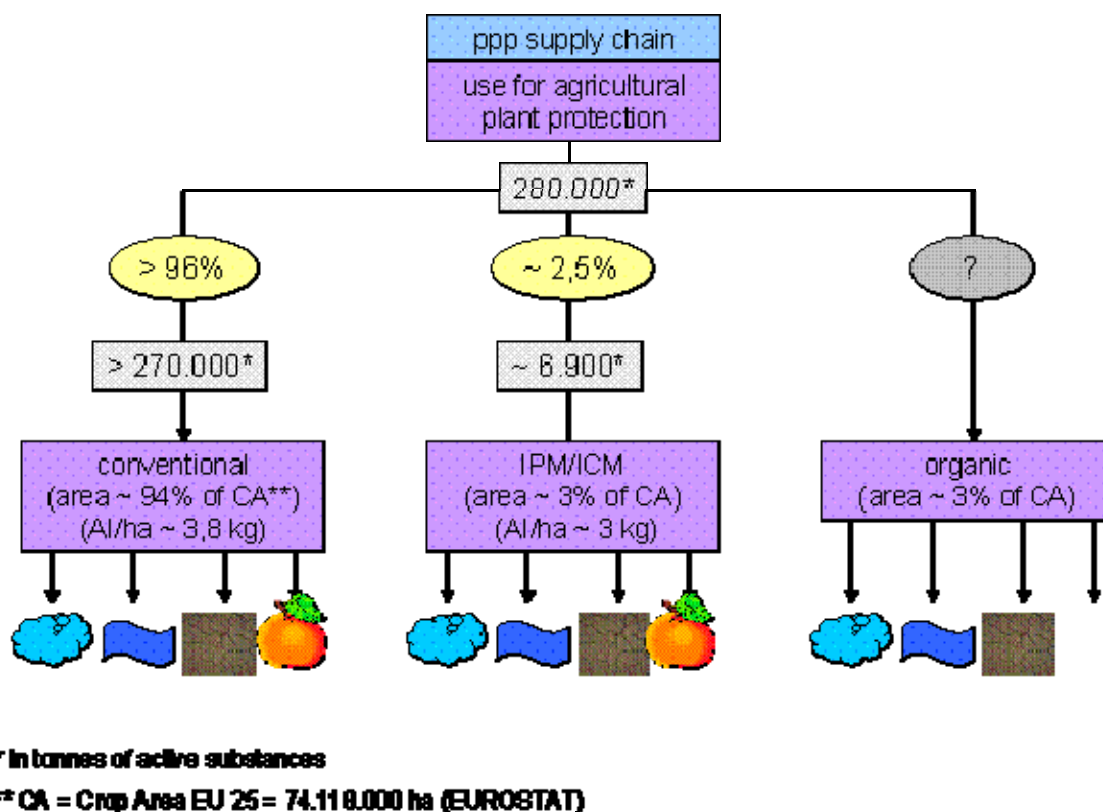 ppp supply chain
use for agricultural
plant protection
280.000*
> 96%
~ 2,5%
?
> 270.000*
~ 6.900*
conventional
(area ~ 94% of CA**)
(AI/ha ~ 3,8 kg)
IPM/ICM
(area ~ 3% of CA)
(AI/ha ~ 3 kg)
organic
(area ~ 3% of CA)
* in tonnes of active substances
** CA = Crop Area EU 25 = 74.118.000 ha (EUROSTAT)